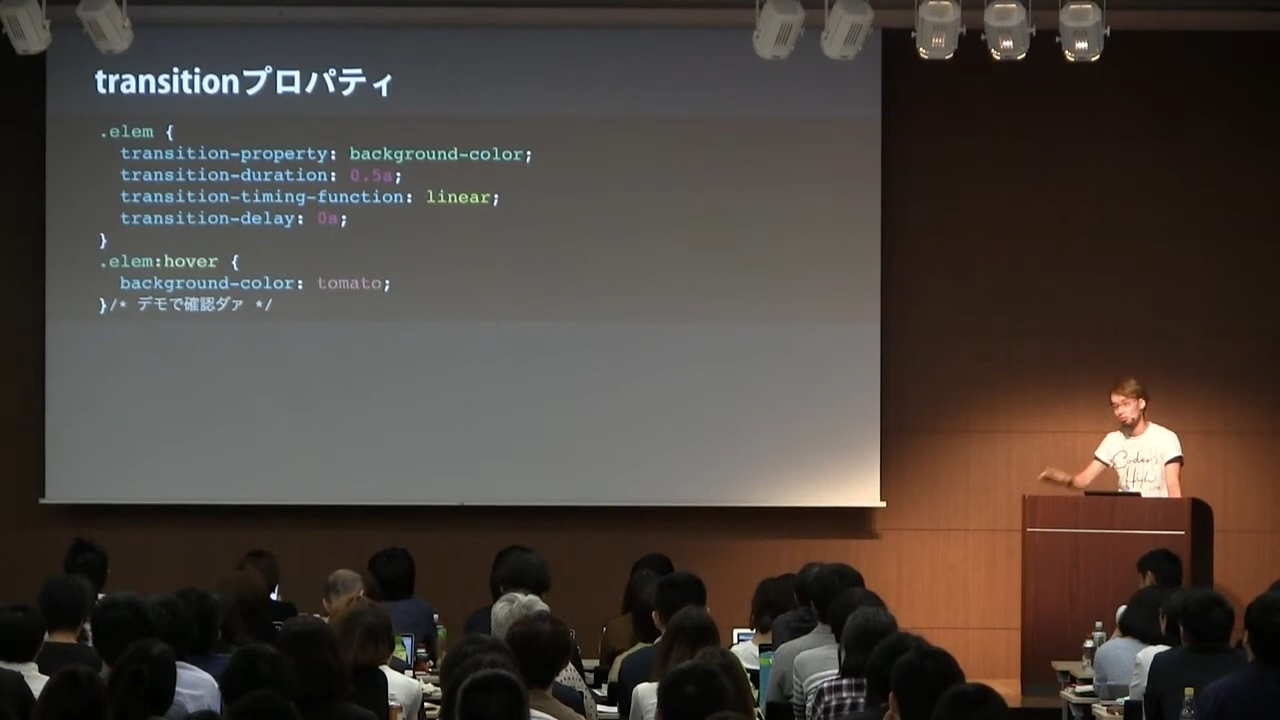 transitionプロパティ
.elem {
transition-property: background-color;
transition-duration: 0.5s;
transition-timing-function: linear;
transition-delay: 0s;
}
.elem:hover {
background-color: tomato;
}/* デモで確認ダァ */
Coder's
High